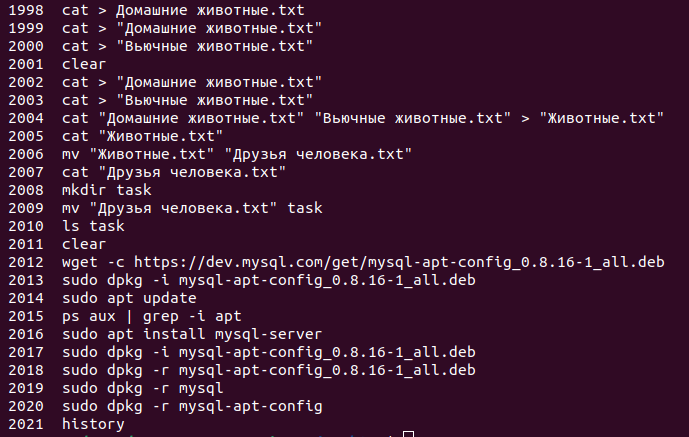 1998 cat > Домашние животные.txt
1999 cat > "Домашние животные.txt"
2000 cat > "Вьючные животные.txt"
2001 clear
2002 cat > "Домашние животные.txt"
2003 cat > "Вьючные животные.txt"
2004 cat "Домашние животные.txt" "Вьючные животные.txt" > "Животные.txt"
2005 cat "Животные.txt"
2006 mv "Животные.txt" "Друзья человека.txt"
2007 cat "Друзья человека.txt"
2008 mkdir task
2009 mv "Друзья человека.txt" task
2010 ls task
2011 clear
2012 wget -c https://dev.mysql.com/get/mysql-apt-config_0.8.16-1_all.deb
2013 sudo dpkg -i mysql-apt-config_0.8.16-1_all.deb
2014 sudo apt update
2015 ps aux | grep -i apt
2016 sudo apt install mysql-server
2017 sudo dpkg -i mysql-apt-config_0.8.16-1_all.deb
2018 sudo dpkg -r mysql-apt-config_0.8.16-1_all.deb
2019 sudo dpkg -r mysql
2020 sudo dpkg -r mysql-apt-config
2021 history